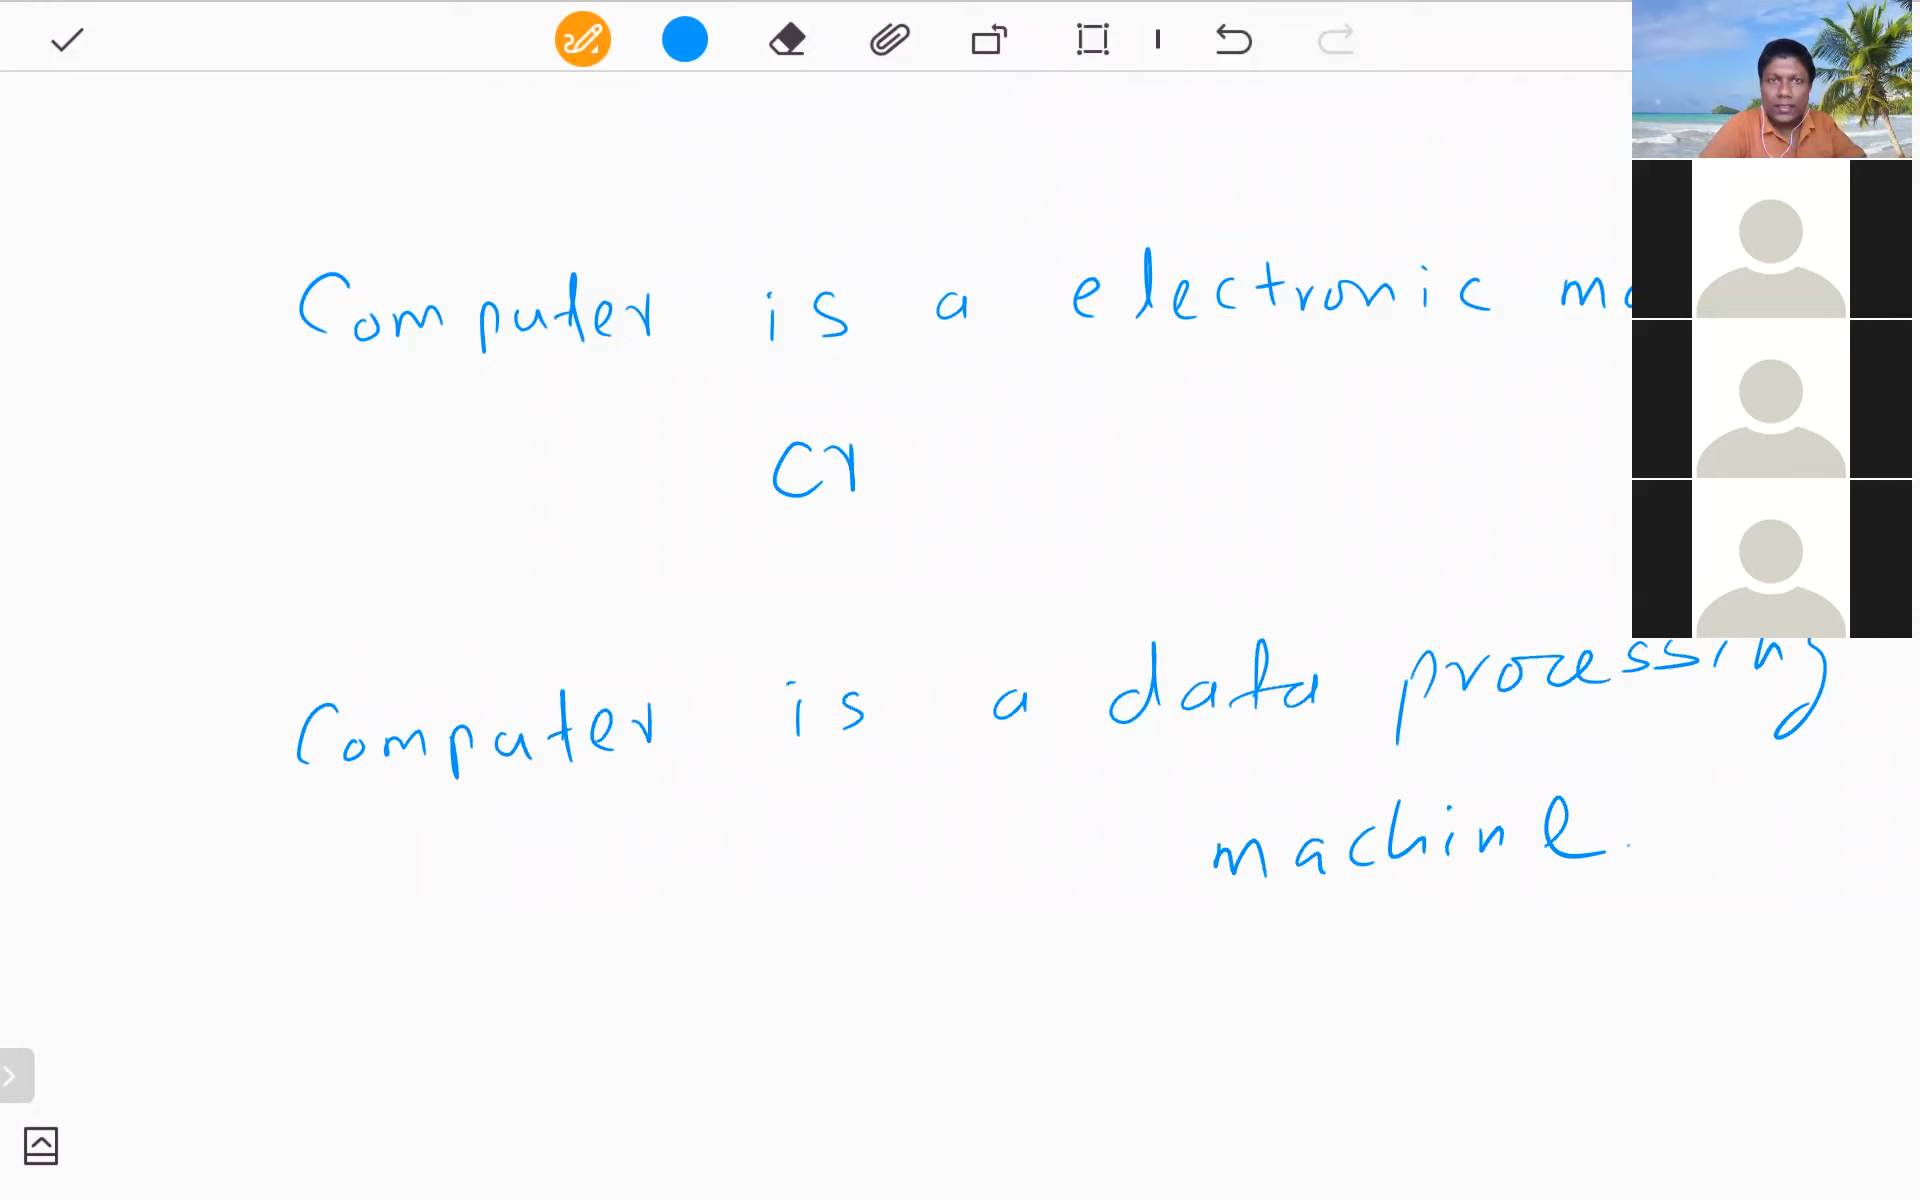 Computer is a electronic
or
Computer is a data processing
machine.